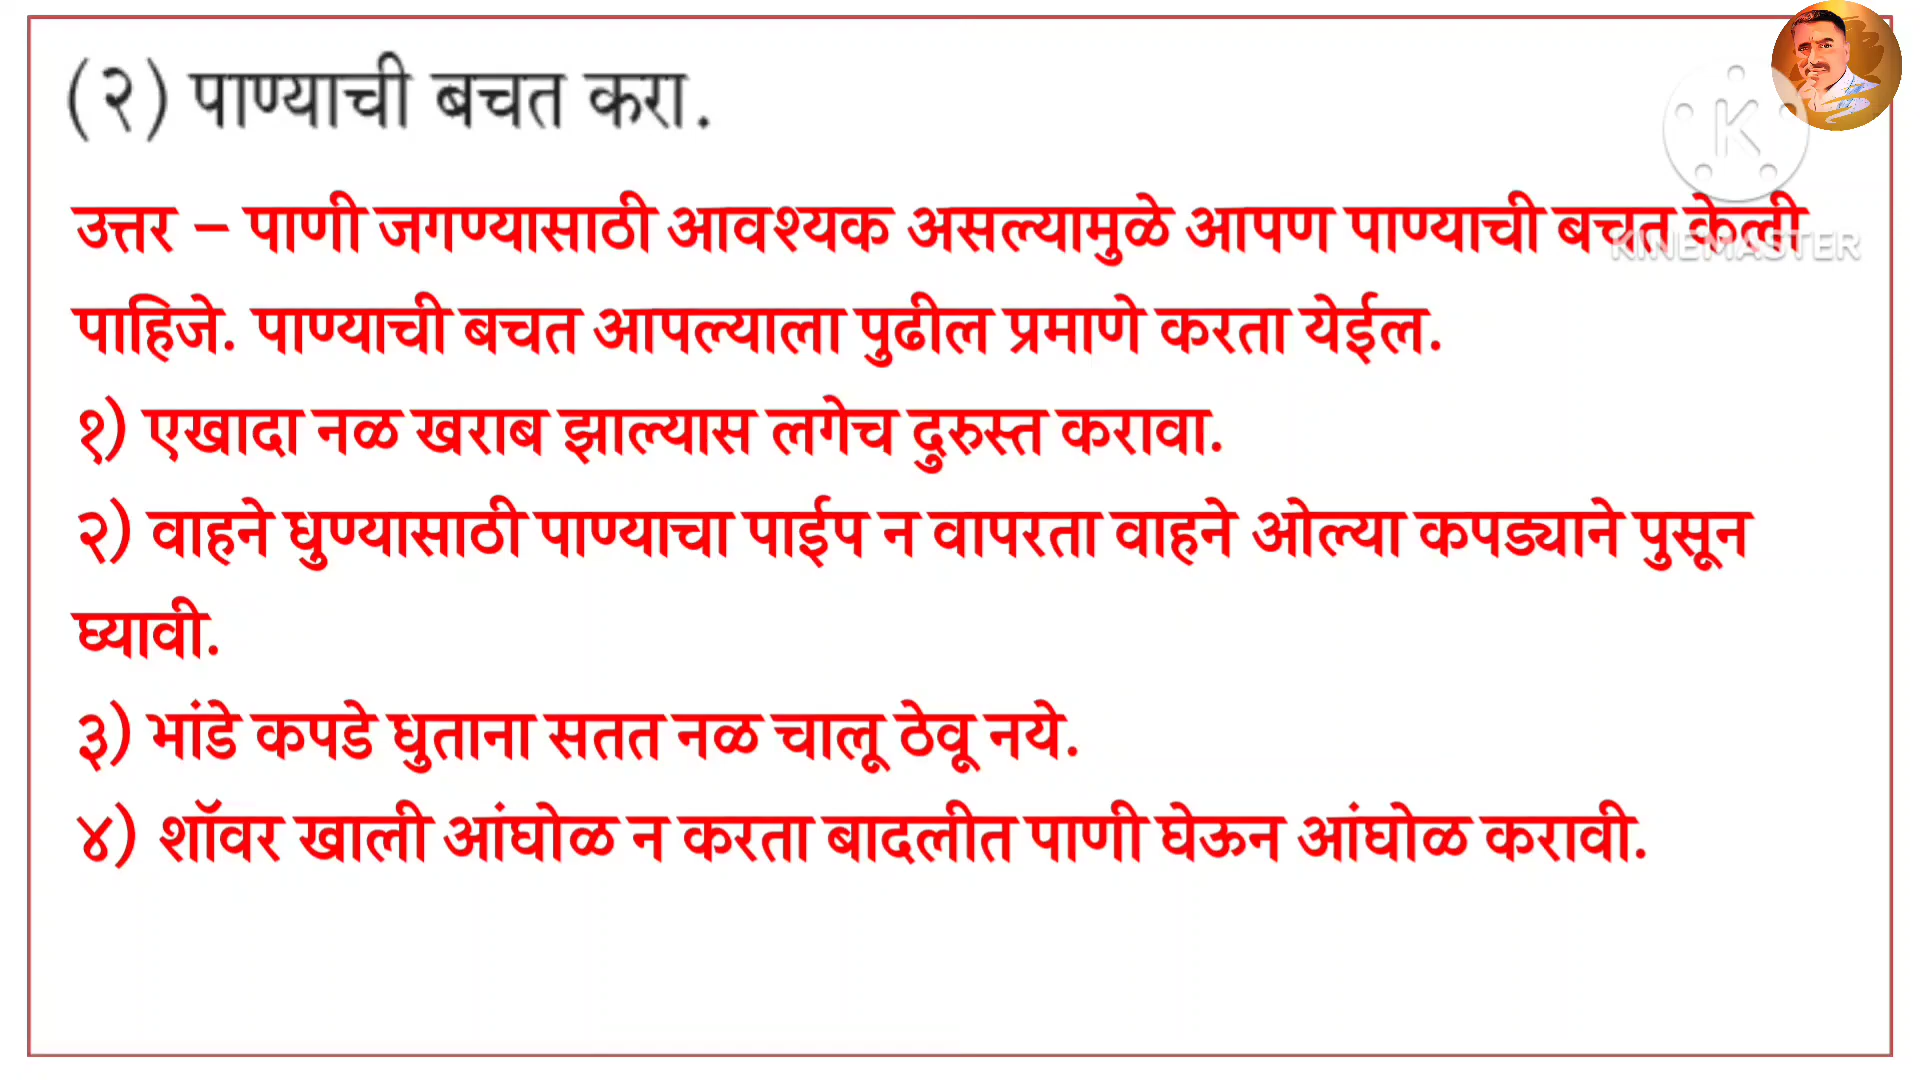 (२) पाण्याची बचत करा.
उत्तर – पाणी जगण्यासाठी आवश्यक असल्यामुळे आपण पाण्याची बचत केली
पाहिजे. पाण्याची बचत आपल्याला पुढील प्रमाणे करता येईल.
१) एखादा नळ खराब झाल्यास लगेच दुरुस्त करावा.
२) वाहने धुण्यासाठी पाण्याचा पाईप न वापरता वाहने ओल्या कपड्याने पुसून
घ्यावी.
३) भांडे कपडे धुताना सतत नळ चालू ठेवू नये.
४) शॉवर खाली आंघोळ न करता बादलीत पाणी घेऊन आंघोळ करावी.
K
KINEMASTER